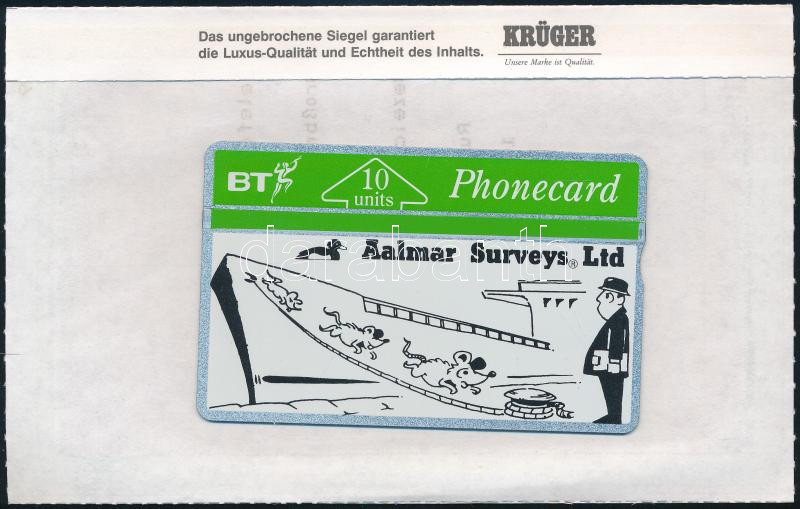 Das ungebrochene Siegel garantiert
die Luxus-Qualität und Echtheit des Inhalts.
KRÜGER
Unsere Marke ist Qualität.
BT
10
units
Phonecard
Aalmar Surveys® Ltd
darabanth